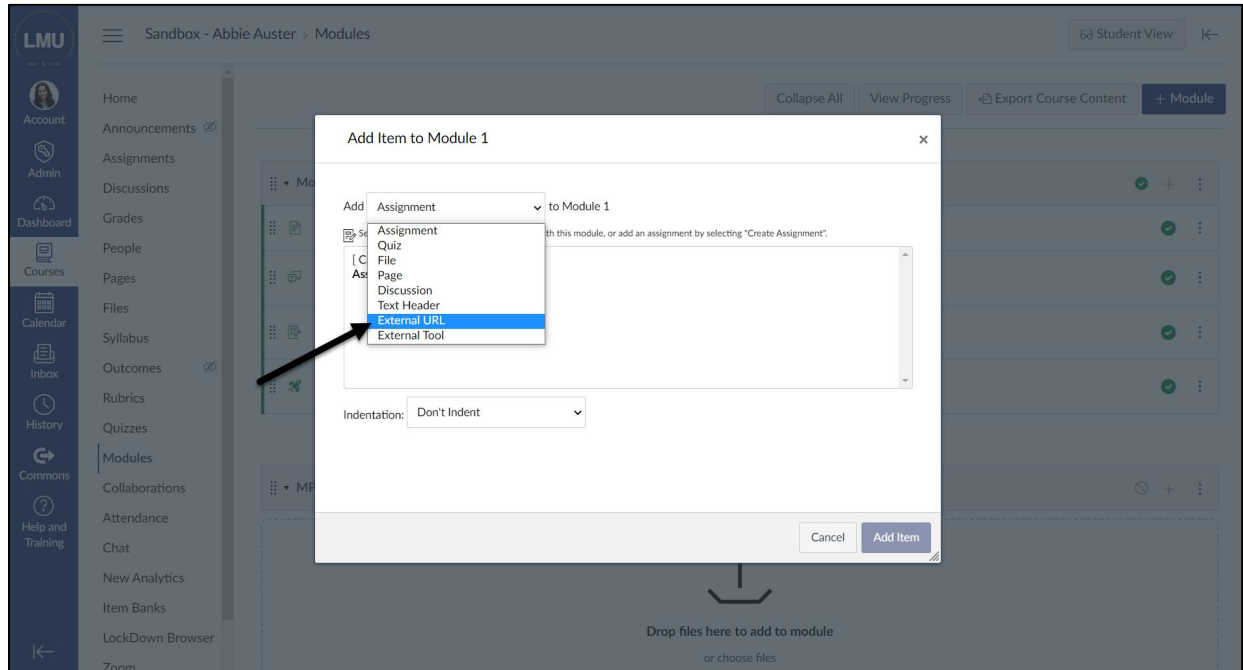 LMU
Sandbox - Abbie Auster › Modules
Student View
Account
Admin
Dashboard
Courses
Calendar
Inbox
History
Commons
Help and
Training
Home
Announcements
Assignments
Discussions
Grades
People
Pages
Files
Syllabus
Outcomes
Rubrics
Quizzes
Modules
Collaborations
Attendance
Chat
New Analytics
Item Banks
LockDown Browser
Zoom
Collapse All
View Progress
Export Course Content
+ Module
Mo
Add Item to Module 1
×
Add Assignment to Module 1
Se th this module, or add an assignment by selecting "Create Assignment".
[ C
Ass
Assignment
Quiz
File
Page
Discussion
Text Header
External URL
External Tool
Indentation: Don't Indent
Cancel
Add Item
MP
Drop files here to add to module
or choose files